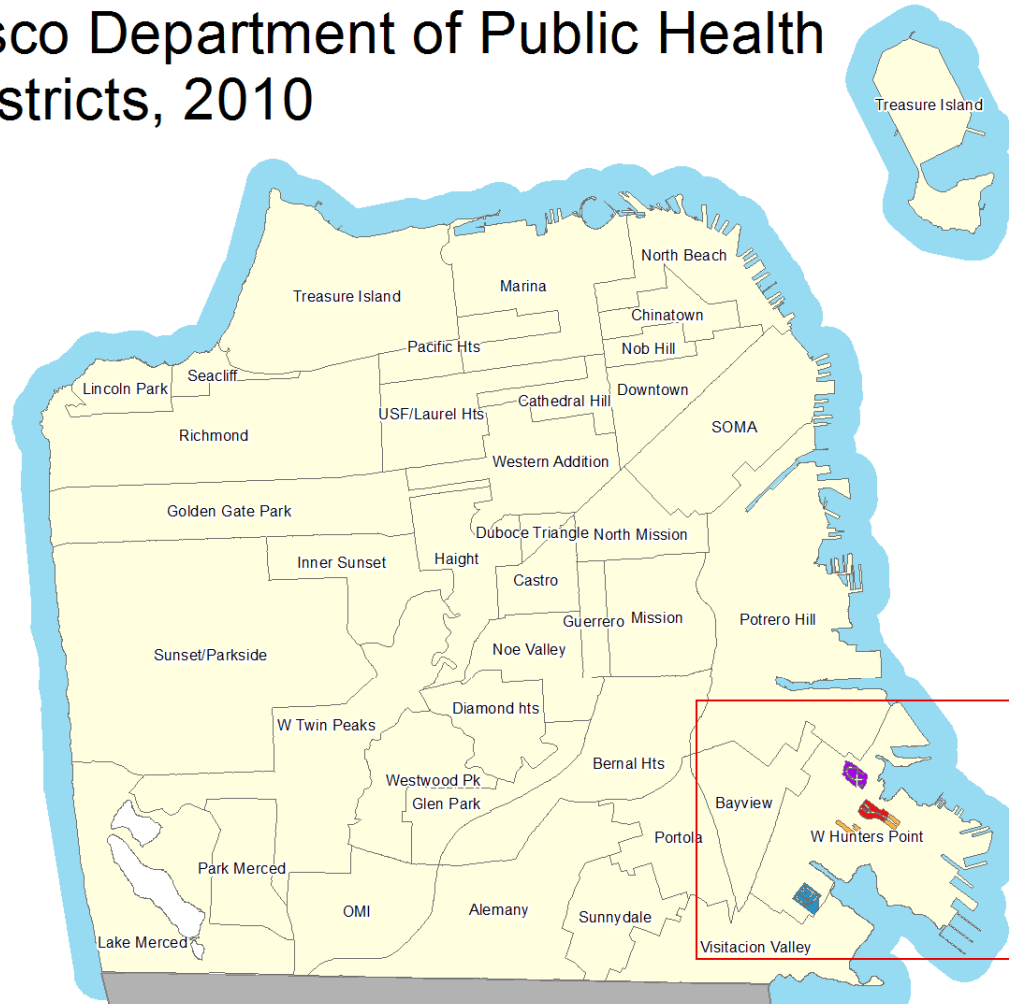 sco Department of Public Health
stricts, 2010
Treasure Island
North Beach
Marina
Treasure Island
Chinatown
Pacific Hts
Nob Hill
Seacliff
Lincoln Park
Downtown
Cathedral Hill
USF/Laurel Hts
SOMA
Richmond
Western Addition
Golden Gate Park
Duboce Triangle
North Mission
Haight
Inner Sunset
Castro
Guerrero
Mission
Potrero Hill
Noe Valley
Sunset/Parkside
Diamond hts
W Twin Peaks
Bernal Hts
Westwood Pk
Glen Park
Bayview
Portola
W Hunters Point
Park Merced
OMI
Alemany
Sunnydale
Lake Merced
Visitacion Valley